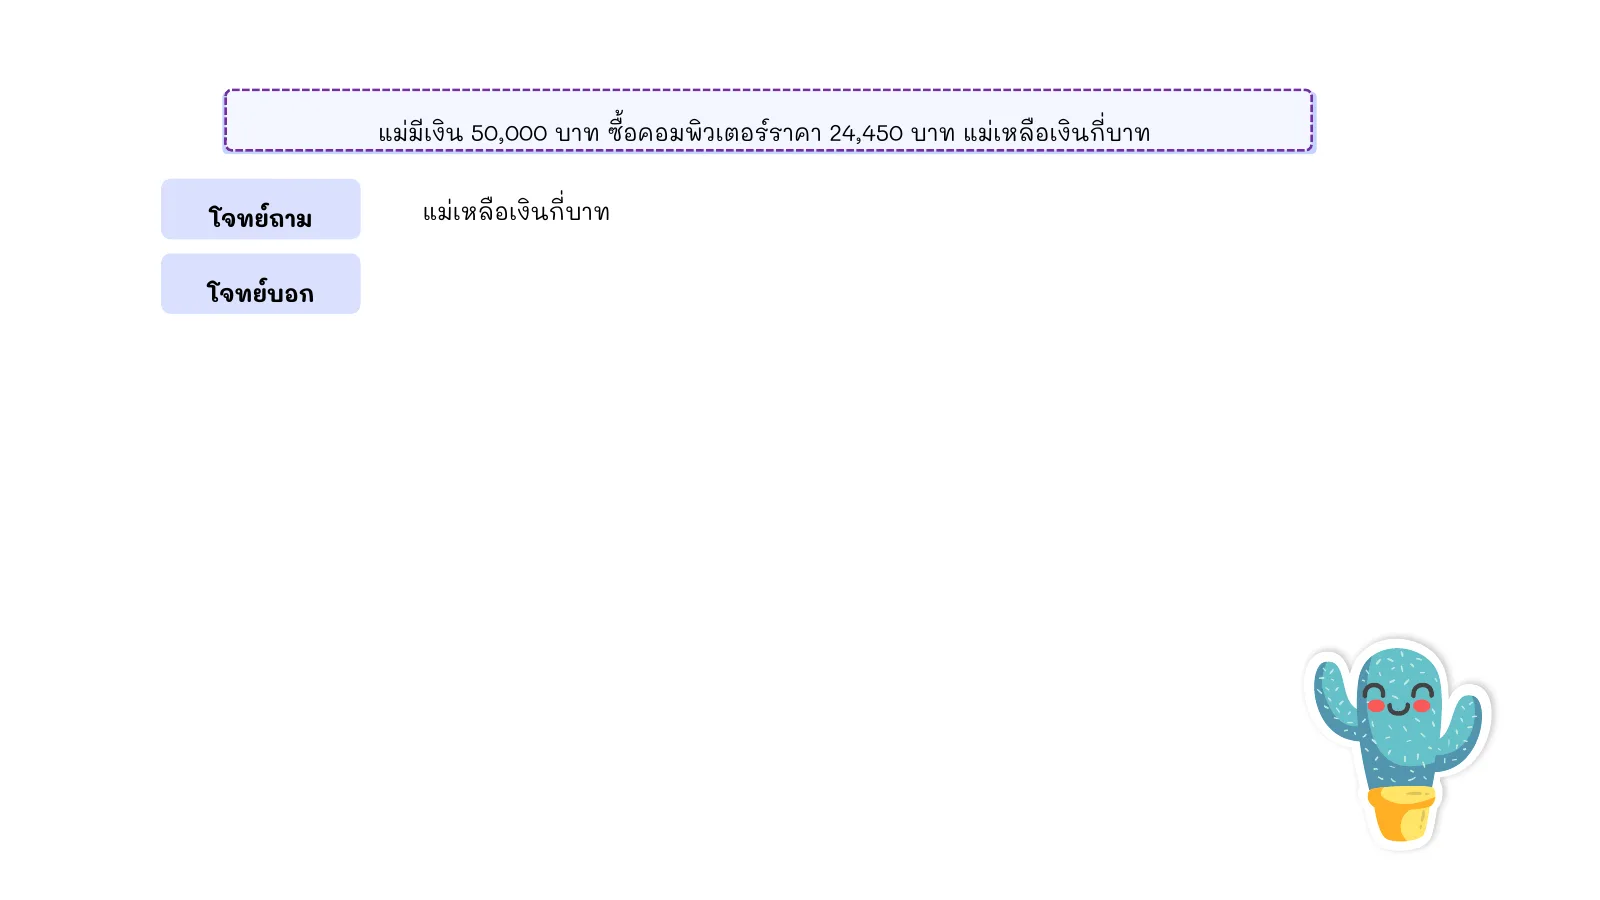 แม่มีเงิน 50,000 บาท ซื้อคอมพิวเตอร์ราคา 24,450 บาท แม่เหลือเงินกี่บาท
โจทย์ถาม
แม่เหลือเงินกี่บาท
โจทย์บอก